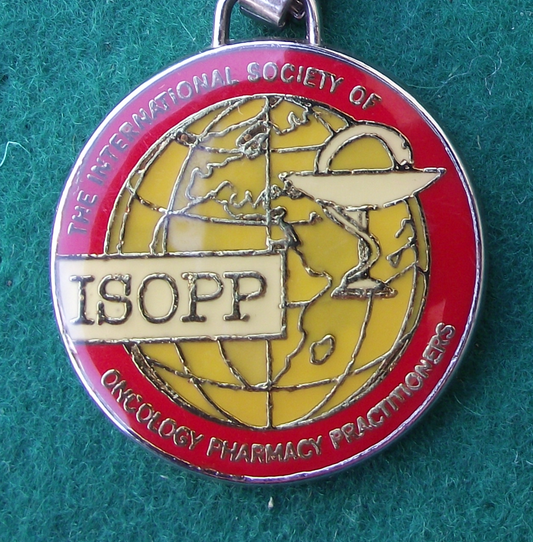 THE INTERNATIONAL SOCIETY OF
ISOPP
ONCOLOGY PHARMACY PRACTITIONERS